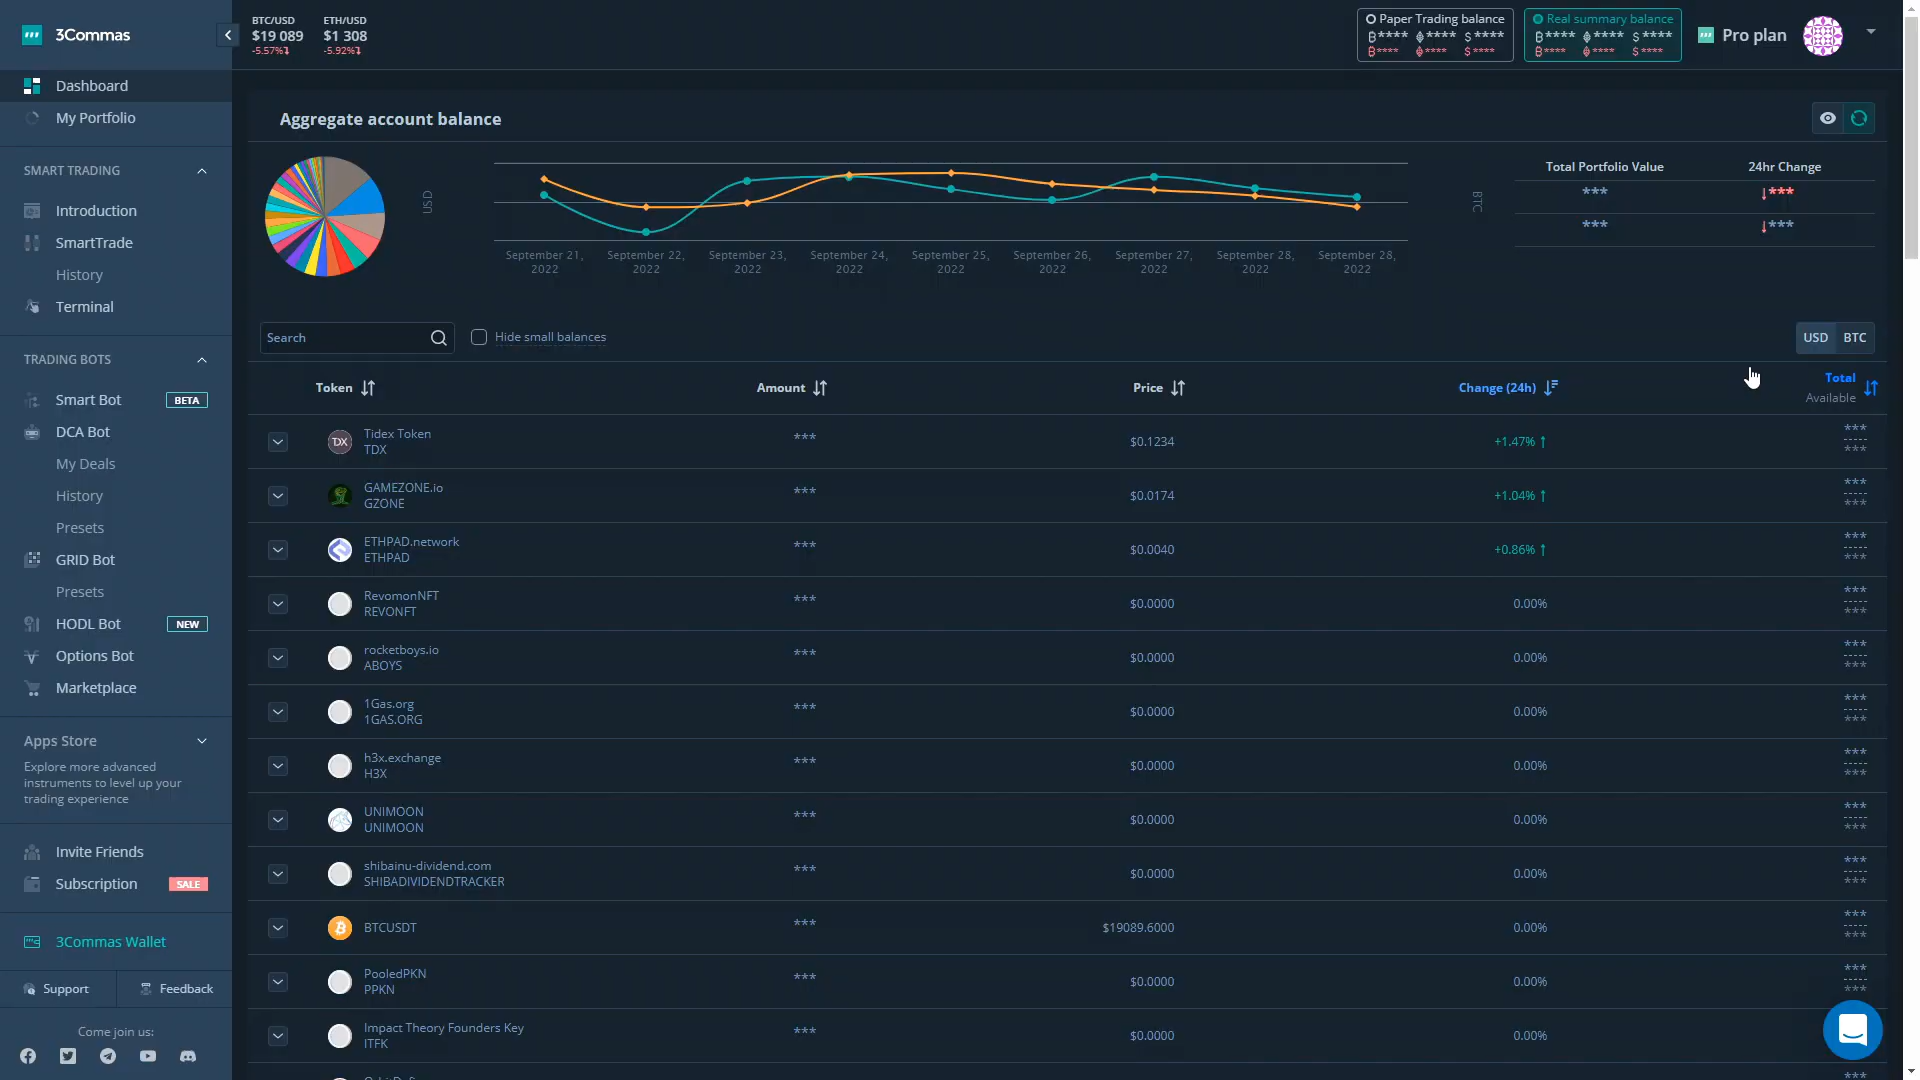 3Commas
BTC/USD
$19 089
-5.57%
ETH/USD
$1 308
-5.92%
Paper Trading balance
**** **** $****
**** **** $****
Real summary balance
**** **** $****
**** **** $****
Pro plan
Dashboard
My Portfolio
SMART TRADING
Introduction
SmartTrade
History
Terminal
TRADING BOTS
Smart Bot BETA
DCA Bot
My Deals
History
Presets
GRID Bot
Presets
HODL Bot NEW
Options Bot
Marketplace
Apps Store
Explore more advanced
instruments to level up your
trading experience
Invite Friends
Subscription SALE
3Commas Wallet
Support
Feedback
Come join us:
Aggregate account balance
USD
BTC
September 21,
2022
September 22,
2022
September 23,
2022
September 24,
2022
September 25,
2022
September 26,
2022
September 27,
2022
September 28,
2022
September 28,
2022
Total Portfolio Value 24hr Change
*** ↓***
*** ↓***
Search
Hide small balances
USD BTC
Token Amount Price Change (24h) Total
Available
Tidex Token
TDX
TDX
*** $0.1234 +1.47% ↑ ***
***
GAMEZONE.io
GZONE
*** $0.0174 +1.04% ↑ ***
***
ETHPAD.network
ETHPAD
*** $0.0040 +0.86% ↑ ***
***
RevomonNFT
REVONFT
*** $0.0000 0.00% ***
***
rocketboys.io
ABOYS
*** $0.0000 0.00% ***
***
1Gas.org
1GAS.ORG
*** $0.0000 0.00% ***
***
h3x.exchange
H3X
*** $0.0000 0.00% ***
***
UNIMOON
UNIMOON
*** $0.0000 0.00% ***
***
shibainu-dividend.com
SHIBADIVIDENDTRACKER
*** $0.0000 0.00% ***
***
BTCUSDT
*** $19089.6000 0.00% ***
***
PooledPKN
PPKN
*** $0.0000 0.00% ***
***
Impact Theory Founders Key
ITFK
*** $0.0000 0.00%
***